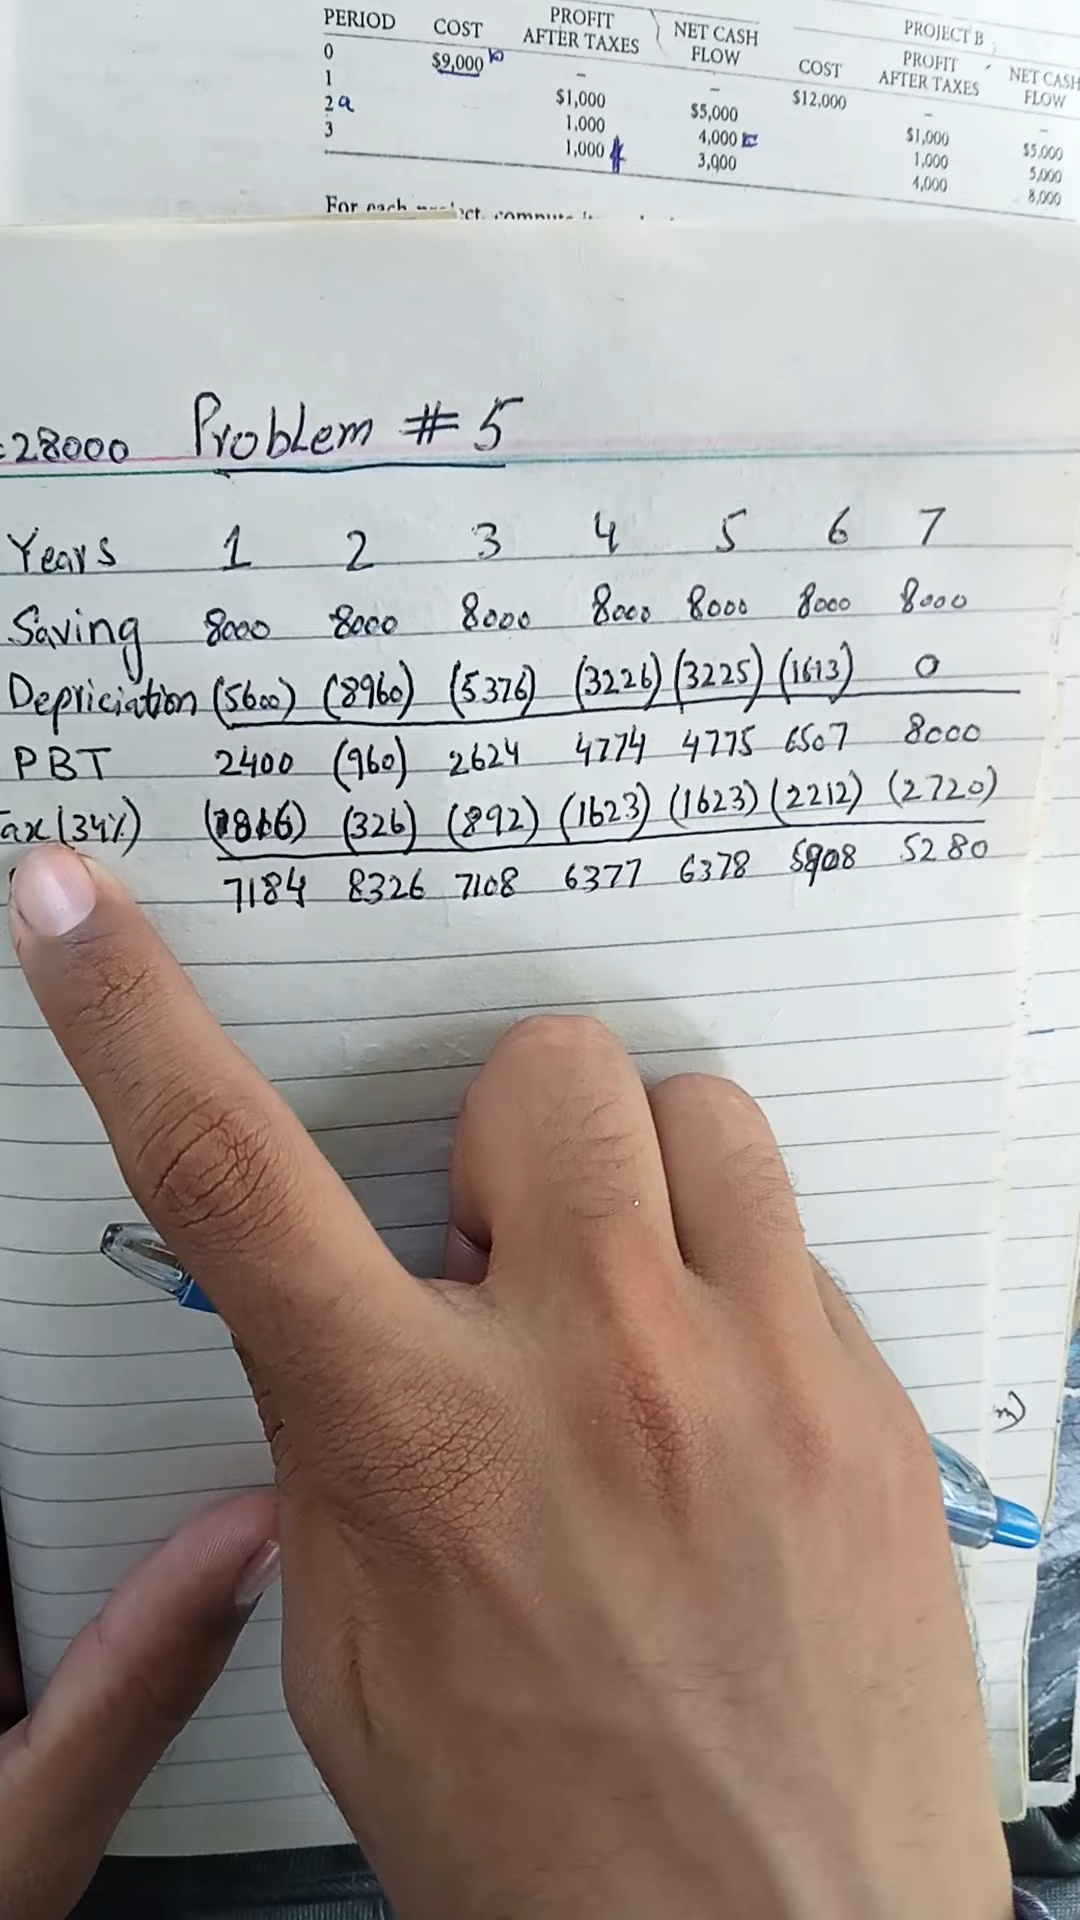 PERIOD COST PROFIT AFTER TAXES NET CASH FLOW PROJECT B COST PROFIT AFTER TAXES NET CASH FLOW
0 $9,000 b – – $12,000 – –
1 $1,000 $5,000 $1,000 $5,000
2 a 1,000 4,000 1,000 5,000
3 1,000 3,000 4,000 8,000
For each
=28000 Problem # 5
Years 1 2 3 4 5 6 7
Saving 8000 8000 8000 8000 8000 8000 8000
Depriciation (5600) (8960) (5376) (3226) (3225) (1613) 0
PBT 2400 (960) 2624 4774 4775 6507 8000
Tax (34%) (816) (326) (892) (1623) (1623) (2212) (2720)
7184 8326 7108 6377 6378 5908 5280